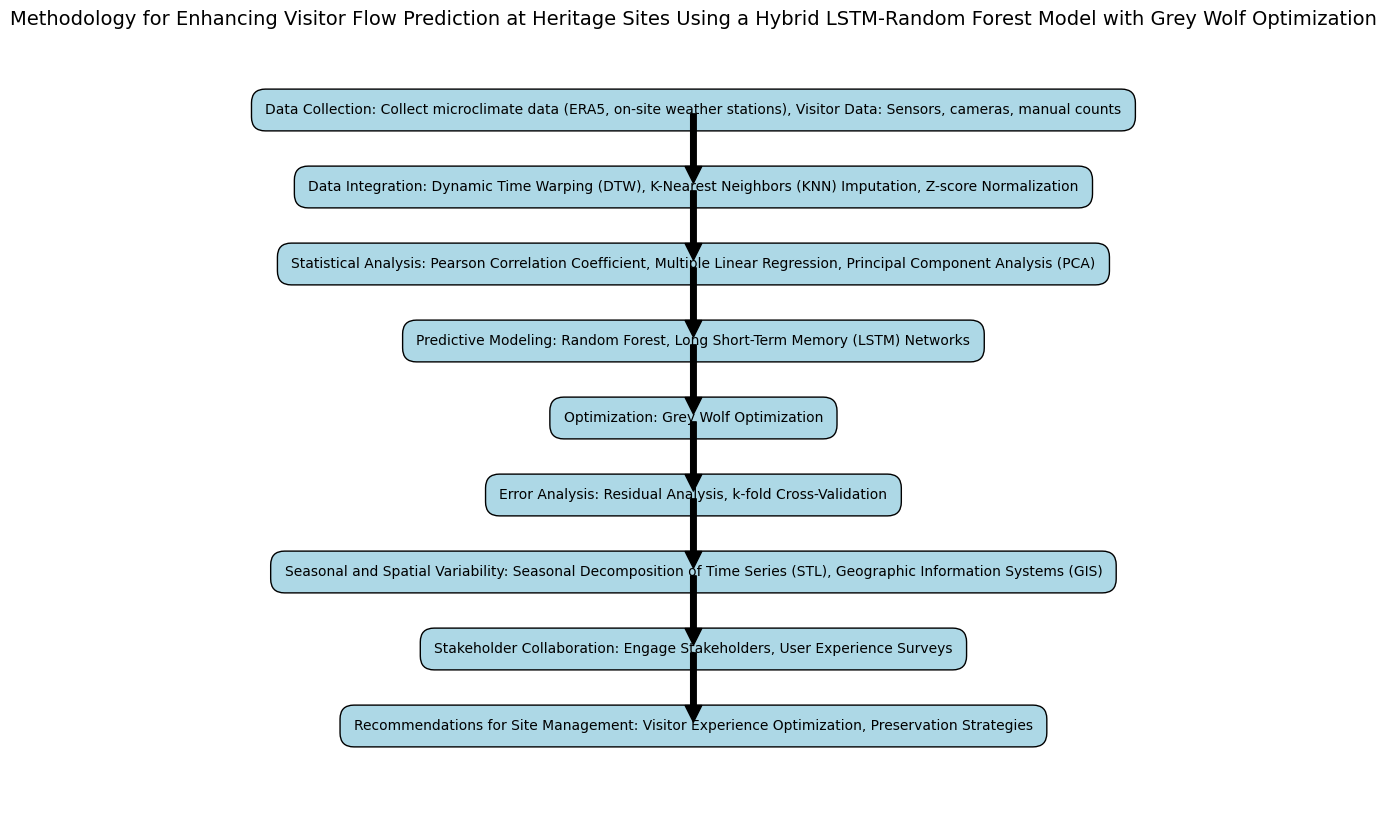 Methodology for Enhancing Visitor Flow Prediction at Heritage Sites Using a Hybrid LSTM-Random Forest Model with Grey Wolf Optimization
Data Collection: Collect microclimate data (ERA5, on-site weather stations), Visitor Data: Sensors, cameras, manual counts
Data Integration: Dynamic Time Warping (DTW), K-Nearest Neighbors (KNN) Imputation, Z-score Normalization
Statistical Analysis: Pearson Correlation Coefficient, Multiple Linear Regression, Principal Component Analysis (PCA)
Predictive Modeling: Random Forest, Long Short-Term Memory (LSTM) Networks
Optimization: Grey Wolf Optimization
Error Analysis: Residual Analysis, k-fold Cross-Validation
Seasonal and Spatial Variability: Seasonal Decomposition of Time Series (STL), Geographic Information Systems (GIS)
Stakeholder Collaboration: Engage Stakeholders, User Experience Surveys
Recommendations for Site Management: Visitor Experience Optimization, Preservation Strategies